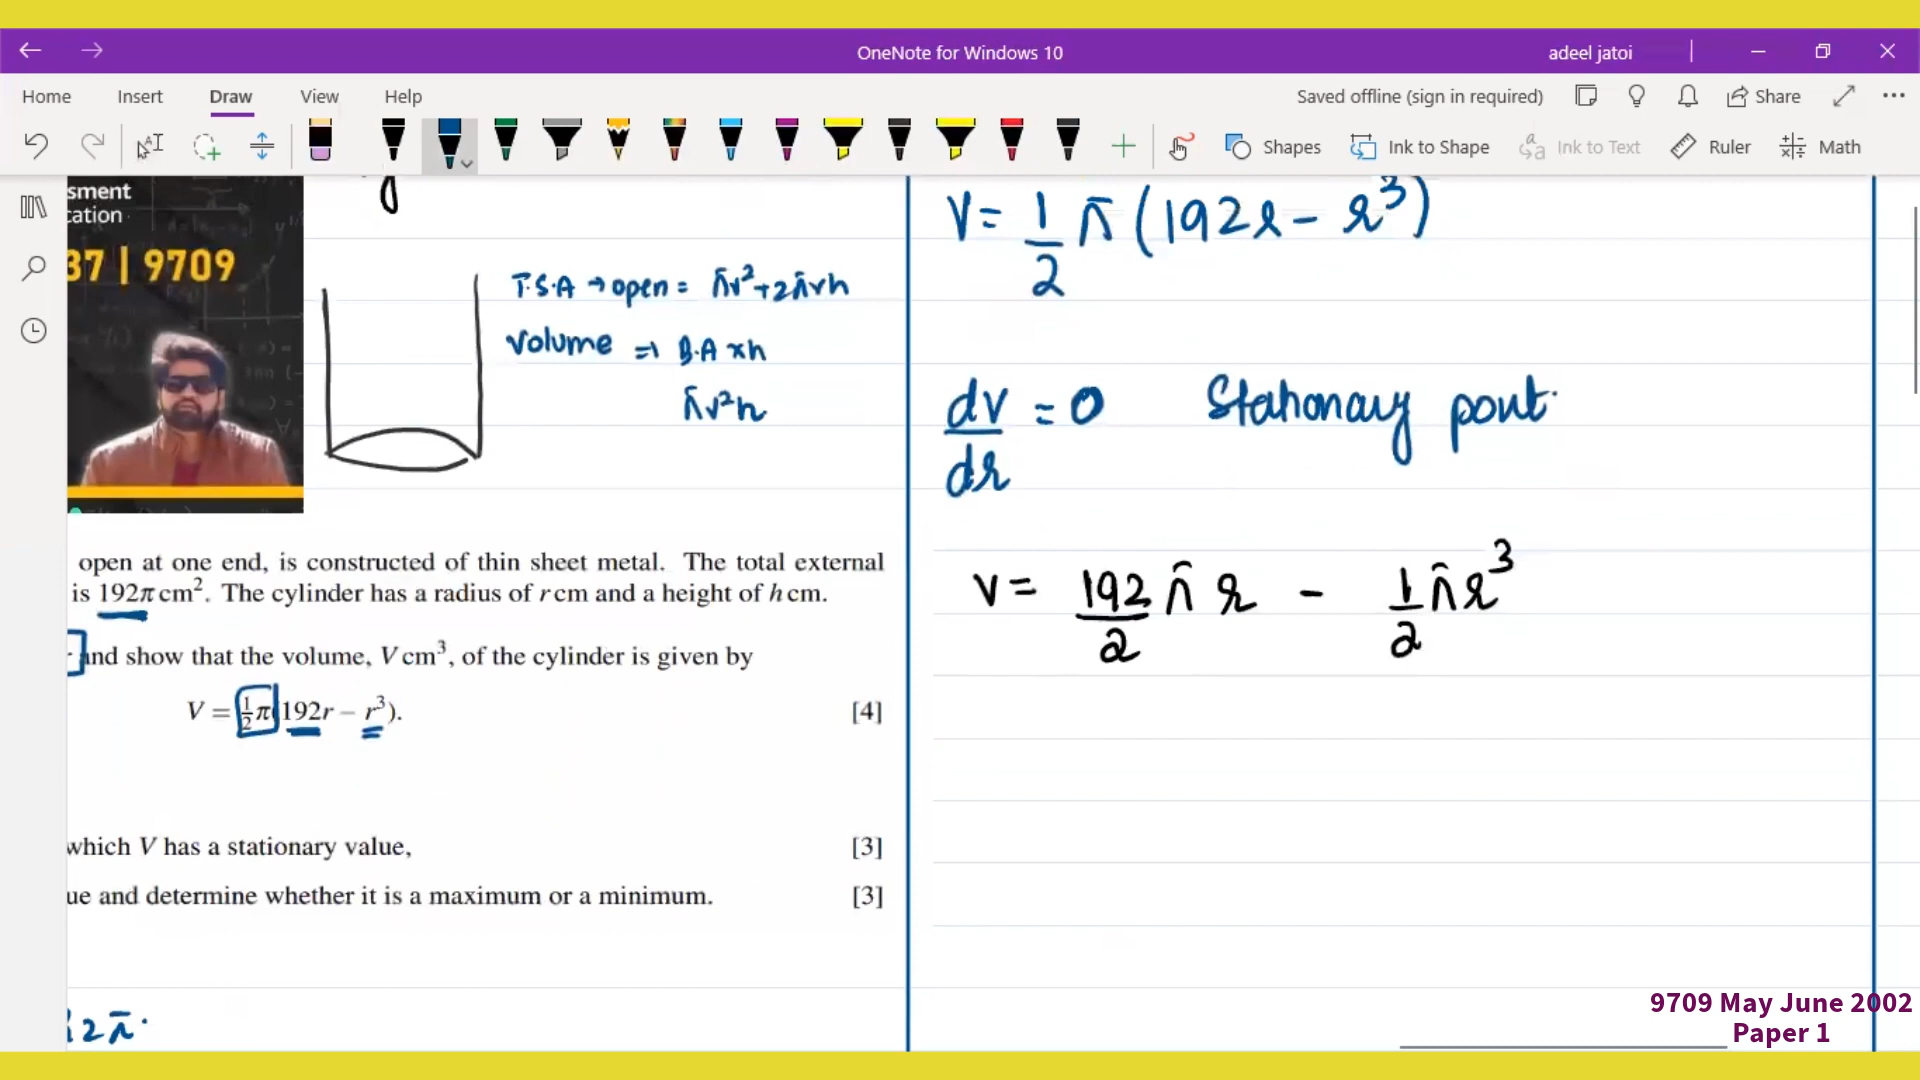 OneNote for Windows 10
adeel jatoi
Home Insert Draw View Help
Saved offline (sign in required)
Share
Shapes
Ink to Shape
Ink to Text
Ruler
Math
sment
cation
37 | 9709
T.S.A → open = πr²+2πrh
Volume ⇒ B.A×h
πr²h
open at one end, is constructed of thin sheet metal. The total external
is 192π cm². The cylinder has a radius of r cm and a height of h cm.
and show that the volume, V cm³, of the cylinder is given by
V = ½π(192r − r³). [4]
which V has a stationary value, [3]
ue and determine whether it is a maximum or a minimum. [3]
2π.
V= 1/2 π (192r − r³)
dv/dr = 0 Stationary point.
V= 192/2 π r − 1/2 π r³
9709 May June 2002
Paper 1